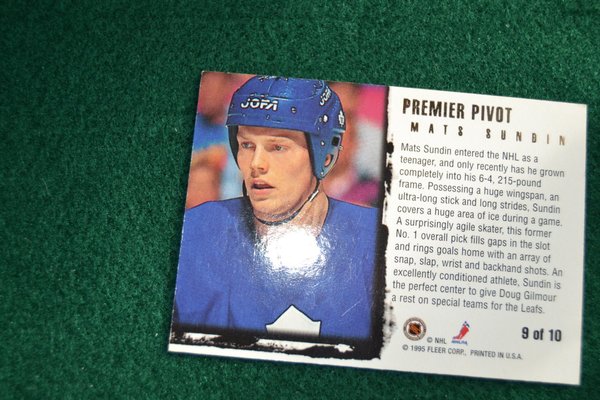 JOFA
PREMIER PIVOT
MATS SUNDIN
Mats Sundin entered the NHL as a
teenager, and only recently has he grown
completely into his 6-4, 215-pound
frame. Possessing a huge wingspan, an
ultra-long stick and long strides, Sundin
covers a huge area of ice during a game.
A surprisingly agile skater, this former
No. 1 overall pick fills gaps in the slot
and rings goals home with an array of
snap, slap, wrist and backhand shots. An
excellently conditioned athlete, Sundin is
the perfect center to give Doug Gilmour
a rest on special teams for the Leafs.
© NHL
9 of 10
© 1995 FLEER CORP., PRINTED IN U.S.A.